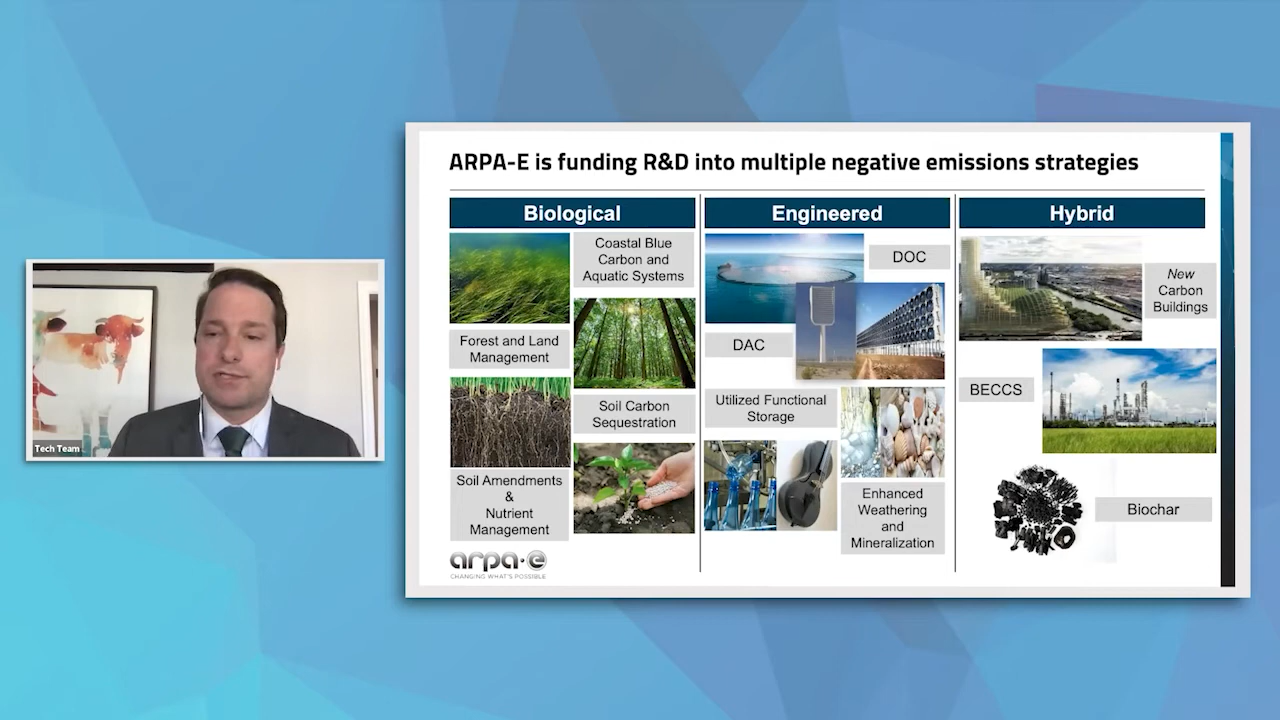 ARPA-E is funding R&D into multiple negative emissions strategies
Biological
Coastal Blue
Carbon and
Aquatic Systems
Forest and Land
Management
Soil Carbon
Sequestration
Soil Amendments
&
Nutrient
Management
Engineered
DOC
DAC
Utilized Functional
Storage
Enhanced
Weathering
and
Mineralization
Hybrid
New
Carbon
Buildings
BECCS
Biochar
arpa·e
CHANGING WHAT'S POSSIBLE
Tech Team